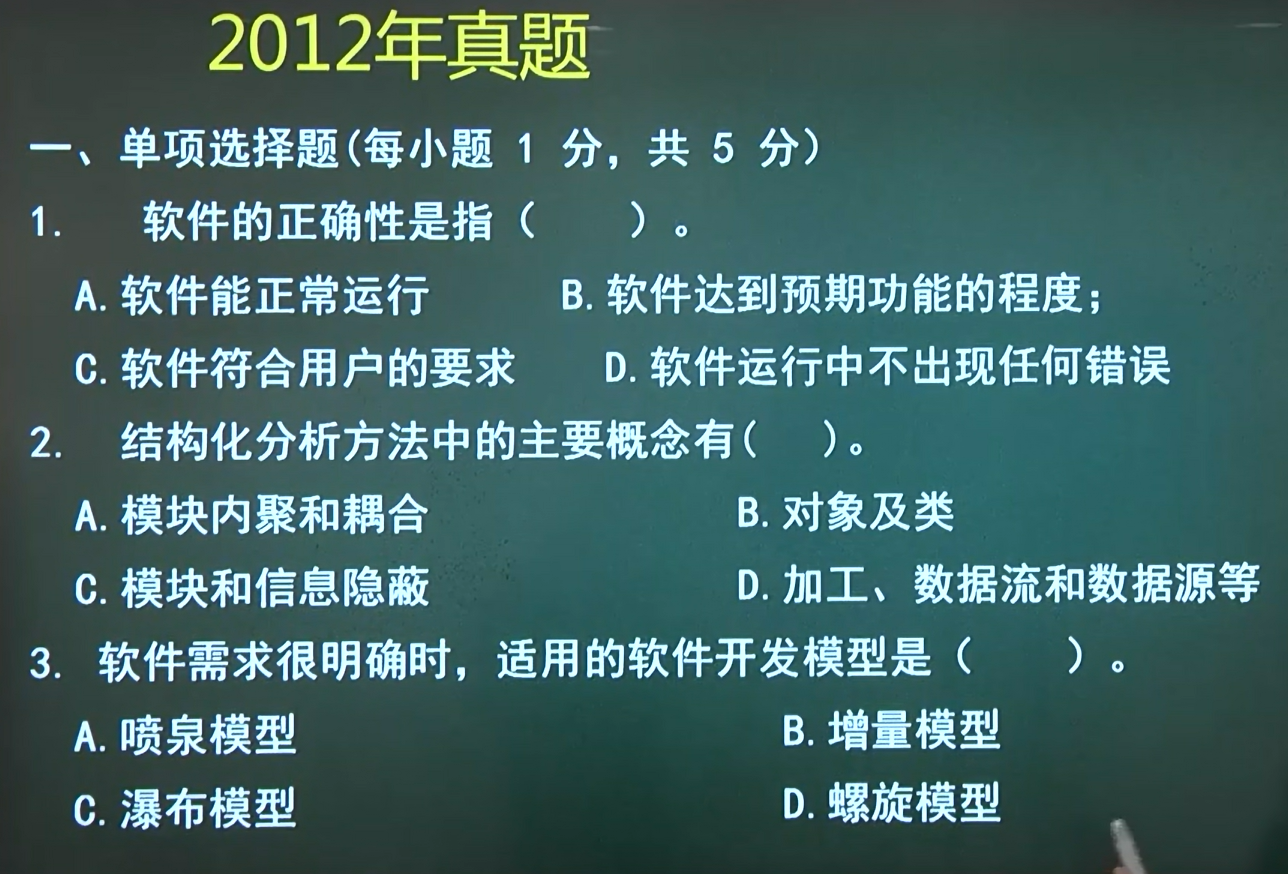 2012年真题
一、单项选择题(每小题 1 分，共 5 分)
1. 软件的正确性是指（ ）。
A.软件能正常运行 B.软件达到预期功能的程度；
C.软件符合用户的要求 D.软件运行中不出现任何错误
2. 结构化分析方法中的主要概念有( )。
A.模块内聚和耦合 B.对象及类
C.模块和信息隐蔽 D.加工、数据流和数据源等
3. 软件需求很明确时，适用的软件开发模型是（ ）。
A.喷泉模型 B.增量模型
C.瀑布模型 D.螺旋模型